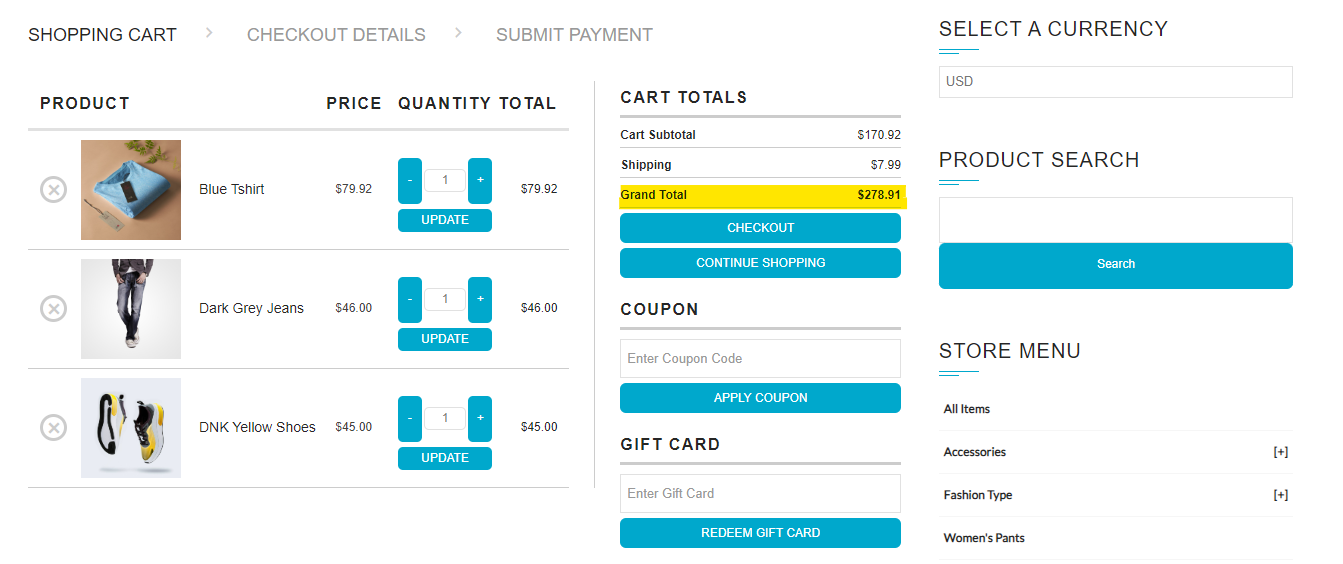 SHOPPING CART > CHECKOUT DETAILS > SUBMIT PAYMENT
PRODUCT PRICE QUANTITY TOTAL
Blue Tshirt $79.92 - 1 + $79.92
UPDATE
Dark Grey Jeans $46.00 - 1 + $46.00
UPDATE
DNK Yellow Shoes $45.00 - 1 + $45.00
UPDATE
CART TOTALS
Cart Subtotal $170.92
Shipping $7.99
Grand Total $278.91
CHECKOUT
CONTINUE SHOPPING
COUPON
Enter Coupon Code
APPLY COUPON
GIFT CARD
Enter Gift Card
REDEEM GIFT CARD
SELECT A CURRENCY
USD
PRODUCT SEARCH
Search
STORE MENU
All Items
Accessories [+]
Fashion Type [+]
Women's Pants